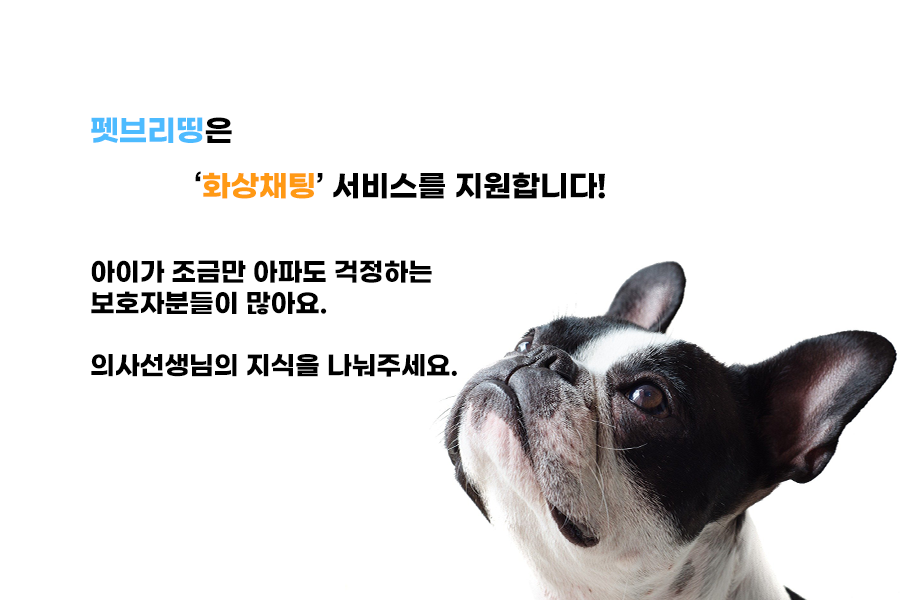 펫브리띵은
‘화상채팅’ 서비스를 지원합니다!
아이가 조금만 아파도 걱정하는
보호자분들이 많아요.
의사선생님의 지식을 나눠주세요.